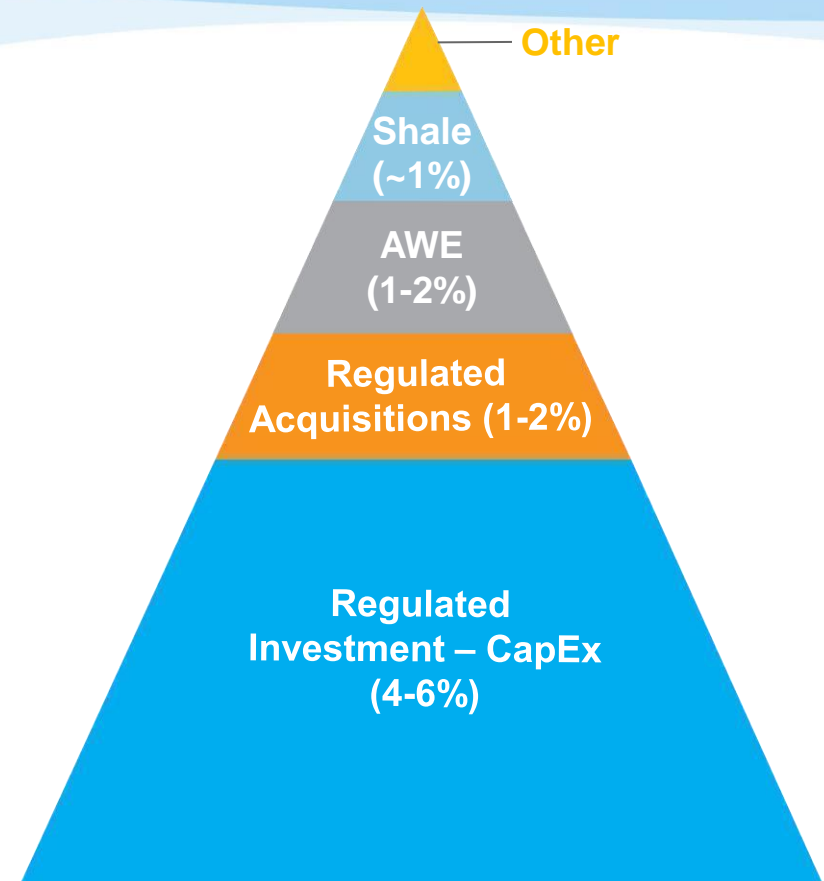 Other
Shale
(~1%)
AWE
(1-2%)
Regulated
Acquisitions (1-2%)
Regulated
Investment – CapEx
(4-6%)